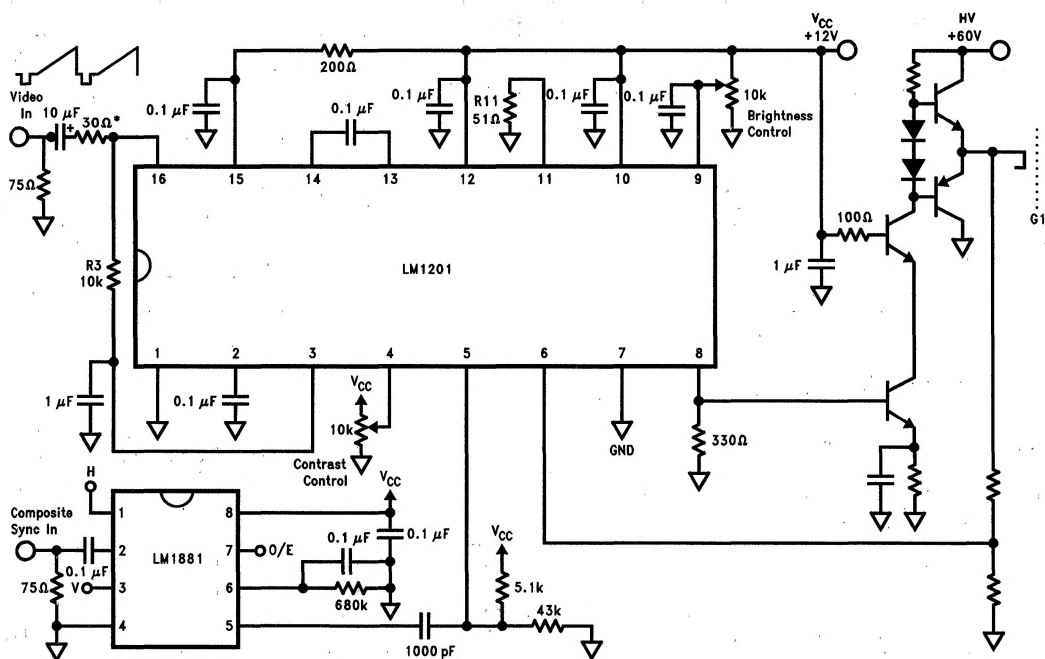 VCC
+12V
HV
+60V
Video
In
10 μF
+
30Ω*
75Ω
200Ω
0.1 μF
0.1 μF
0.1 μF
R11
51Ω
0.1 μF
0.1 μF
10k
Brightness
Control
16 15 14 13 12 11 10 9
R3
10k
LM1201
100Ω
1 μF
G1
1 2 3 4 5 6 7 8
1 μF
0.1 μF
VCC
10k
Contrast
Control
GND
330Ω
H
Composite
Sync In
0.1 μF
75Ω
V
1
2
3
4
LM1881
8
7
6
5
O/E
VCC
0.1 μF
0.1 μF
680k
1000 pF
VCC
5.1k
43k